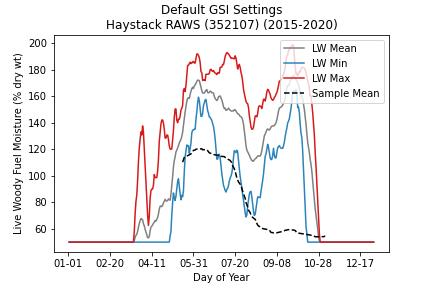 Default GSI Settings
Haystack RAWS (352107) (2015-2020)
LW Mean
LW Min
LW Max
Sample Mean
Live Woody Fuel Moisture (% dry wt)
200
180
160
140
120
100
80
60
01-01 02-20 04-11 05-31 07-20 09-08 10-28 12-17
Day of Year